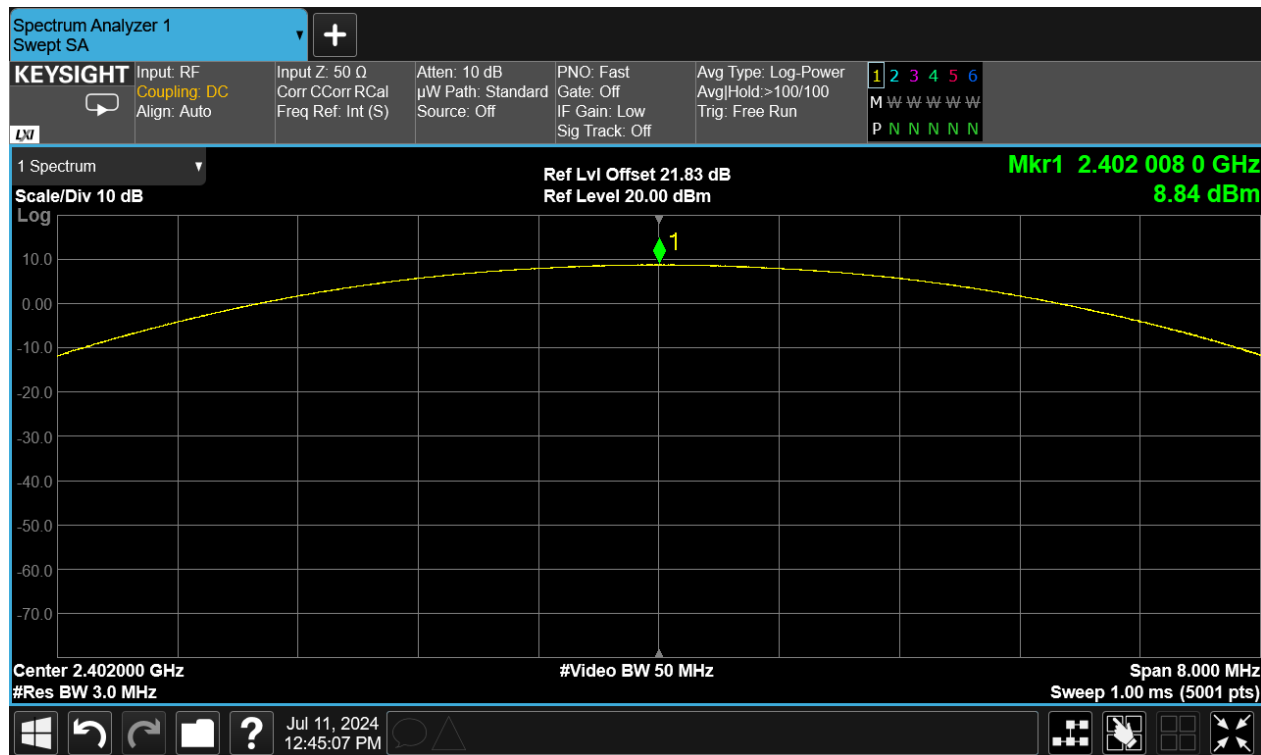 Spectrum Analyzer 1
Swept SA
KEYSIGHT
LXI
Input: RF
Coupling: DC
Align: Auto
Input Z: 50 Ω
Corr CCorr RCal
Freq Ref: Int (S)
Atten: 10 dB
µW Path: Standard
Source: Off
PNO: Fast
Gate: Off
IF Gain: Low
Sig Track: Off
Avg Type: Log-Power
Avg|Hold:>100/100
Trig: Free Run
1 2 3 4 5 6
M W W W W W
P N N N N N
1 Spectrum
Scale/Div 10 dB
Ref Lvl Offset 21.83 dB
Ref Level 20.00 dBm
Mkr1 2.402 008 0 GHz
8.84 dBm
Log
1
10.0
0.00
-10.0
-20.0
-30.0
-40.0
-50.0
-60.0
-70.0
Center 2.402000 GHz
#Video BW 50 MHz
Span 8.000 MHz
#Res BW 3.0 MHz
Sweep 1.00 ms (5001 pts)
?
Jul 11, 2024
12:45:07 PM